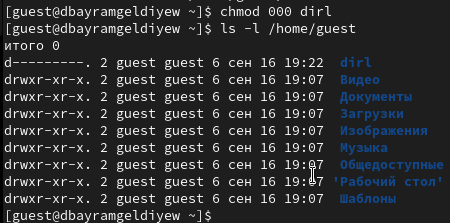 [guest@dbayramgeldiyew ~]$ chmod 000 dirl
[guest@dbayramgeldiyew ~]$ ls -l /home/guest
итого 0
d---------. 2 guest guest 6 сен 16 19:22 dirl
drwxr-xr-x. 2 guest guest 6 сен 16 19:07 Видео
drwxr-xr-x. 2 guest guest 6 сен 16 19:07 Документы
drwxr-xr-x. 2 guest guest 6 сен 16 19:07 Загрузки
drwxr-xr-x. 2 guest guest 6 сен 16 19:07 Изображения
drwxr-xr-x. 2 guest guest 6 сен 16 19:07 Музыка
drwxr-xr-x. 2 guest guest 6 сен 16 19:07 Общедоступные
drwxr-xr-x. 2 guest guest 6 сен 16 19:07 'Рабочий стол'
drwxr-xr-x. 2 guest guest 6 сен 16 19:07 Шаблоны
[guest@dbayramgeldiyew ~]$